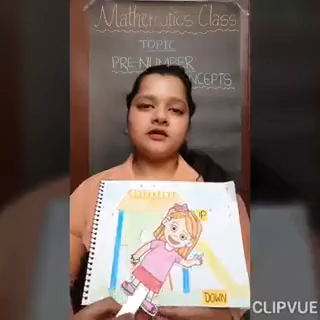 Mathematics Class
TOPIC
PRE-NUMBER
CONCEPTS
UP
DOWN
CLIPVUE